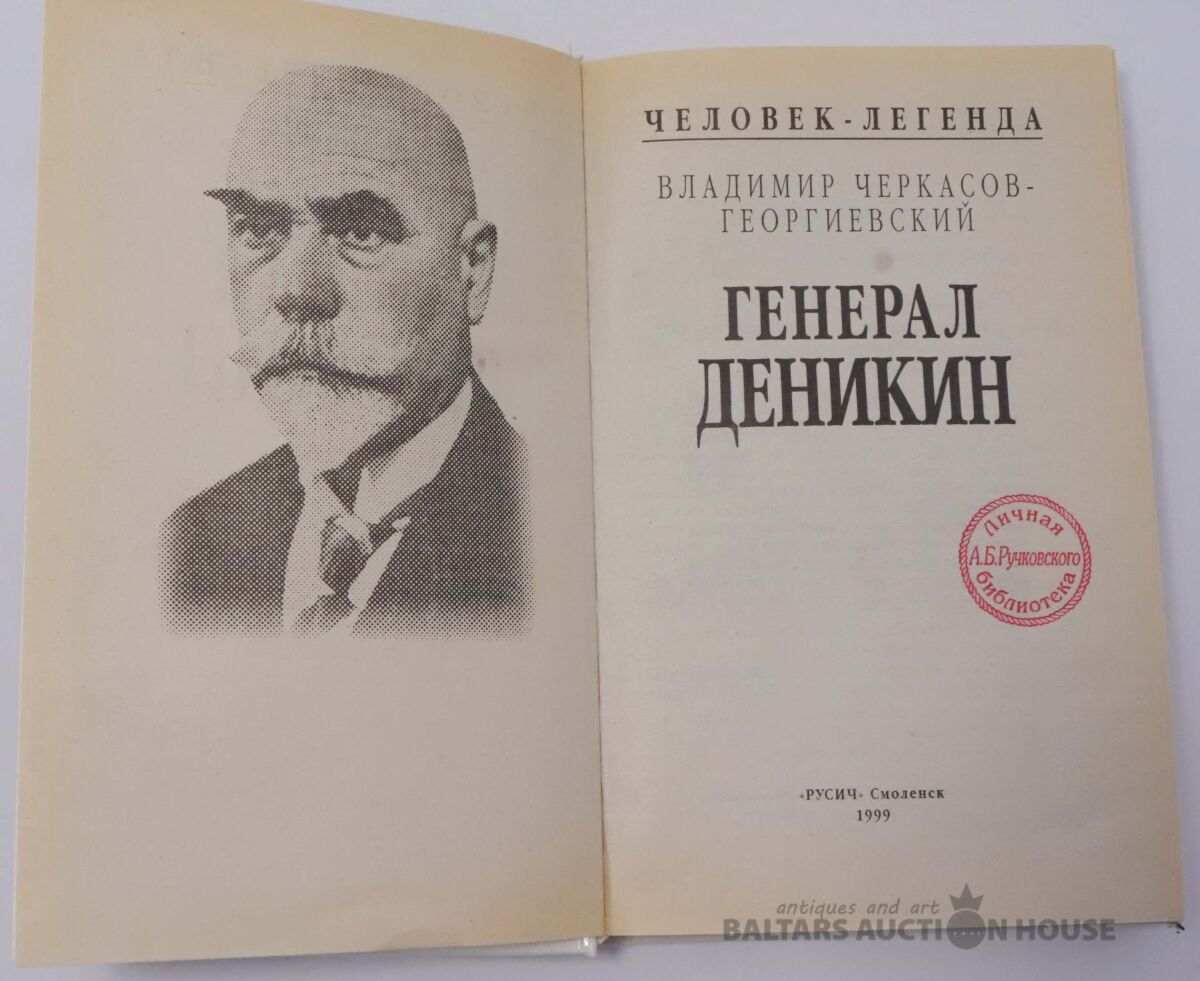 ЧЕЛОВЕК - ЛЕГЕНДА
ВЛАДИМИР ЧЕРКАСОВ-
ГЕОРГИЕВСКИЙ
ГЕНЕРАЛ
ДЕНИКИН
Личная
А.Б.Ручковского
библиотека
«РУСИЧ» Смоленск
1999
antiques and art
BALTARS AUCTION HOUSE